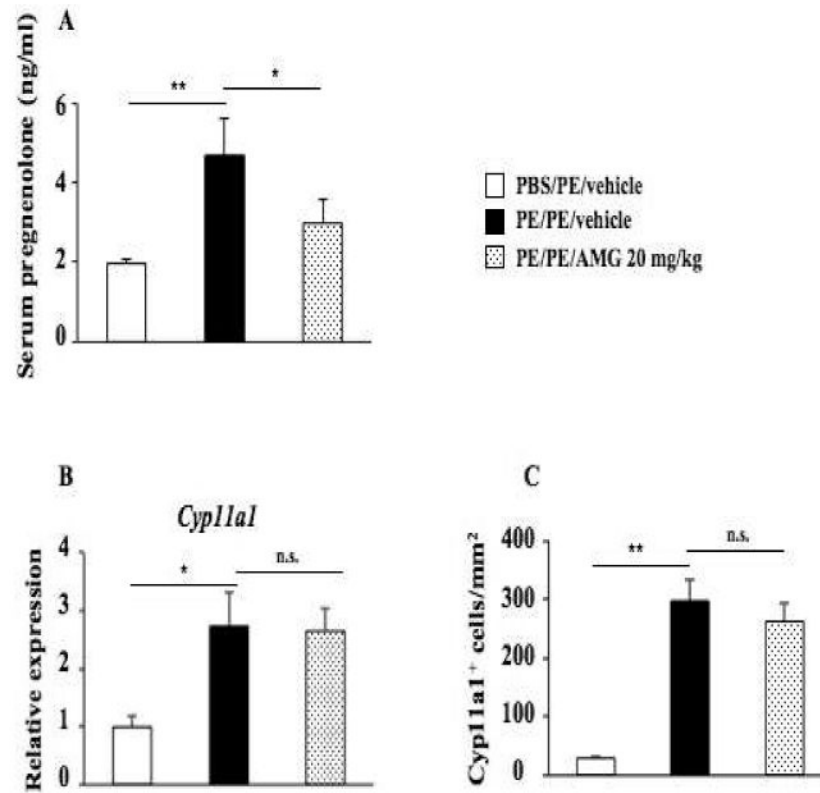 A
Serum pregnenolone (ng/ml)
6
4
2
0
**
*
PBS/PE/vehicle
PE/PE/vehicle
PE/PE/AMG 20 mg/kg
B
Cyp11a1
Relative expression
4
3
2
1
0
*
n.s.
C
Cyp11a1⁺ cells/mm²
400
300
200
100
0
**
n.s.